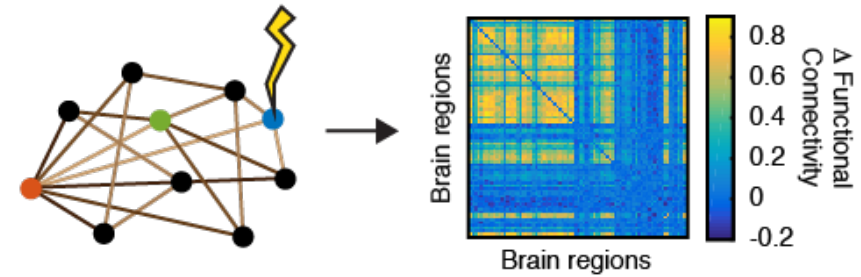 Brain regions
Brain regions
0.8
0.6
0.4
0.2
0
-0.2
Δ Functional
Connectivity